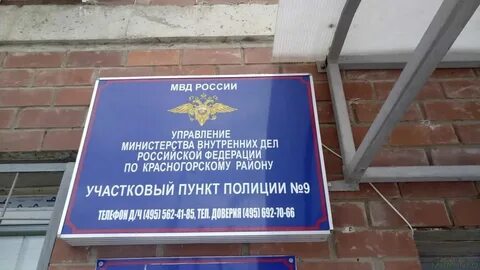 МВД РОССИИ
УПРАВЛЕНИЕ
МИНИСТЕРСТВА ВНУТРЕННИХ ДЕЛ
РОССИЙСКОЙ ФЕДЕРАЦИИ
ПО КРАСНОГОРСКОМУ РАЙОНУ
УЧАСТКОВЫЙ ПУНКТ ПОЛИЦИИ №9
ТЕЛЕФОН Д/Ч (495) 562-41-85, ТЕЛ. ДОВЕРИЯ (495) 692-70-66